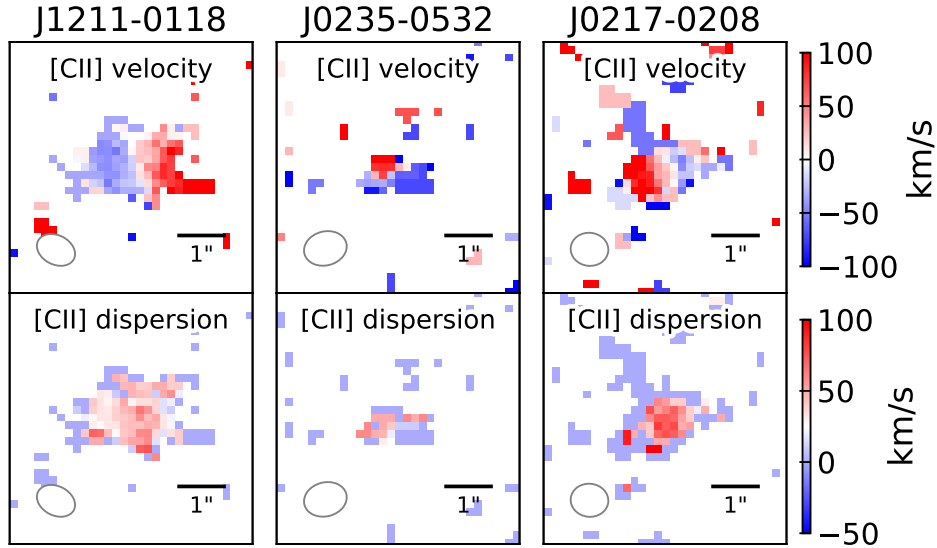 J1211-0118 J0235-0532 J0217-0208
[CII] velocity [CII] velocity [CII] velocity
100
50
0
−50
−100
km/s
1" 1" 1"
[CII] dispersion [CII] dispersion [CII] dispersion
100
50
0
−50
km/s
1" 1" 1"